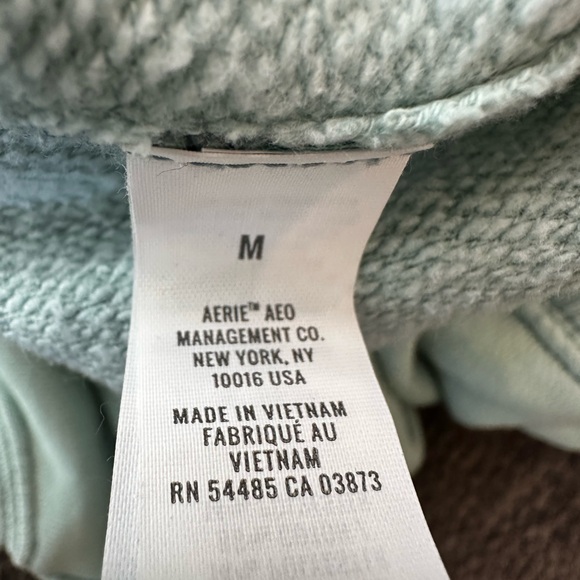 M
AERIE™ AEO
MANAGEMENT CO.
NEW YORK, NY
10016 USA
MADE IN VIETNAM
FABRIQUÉ AU
VIETNAM
RN 54485 CA 03873